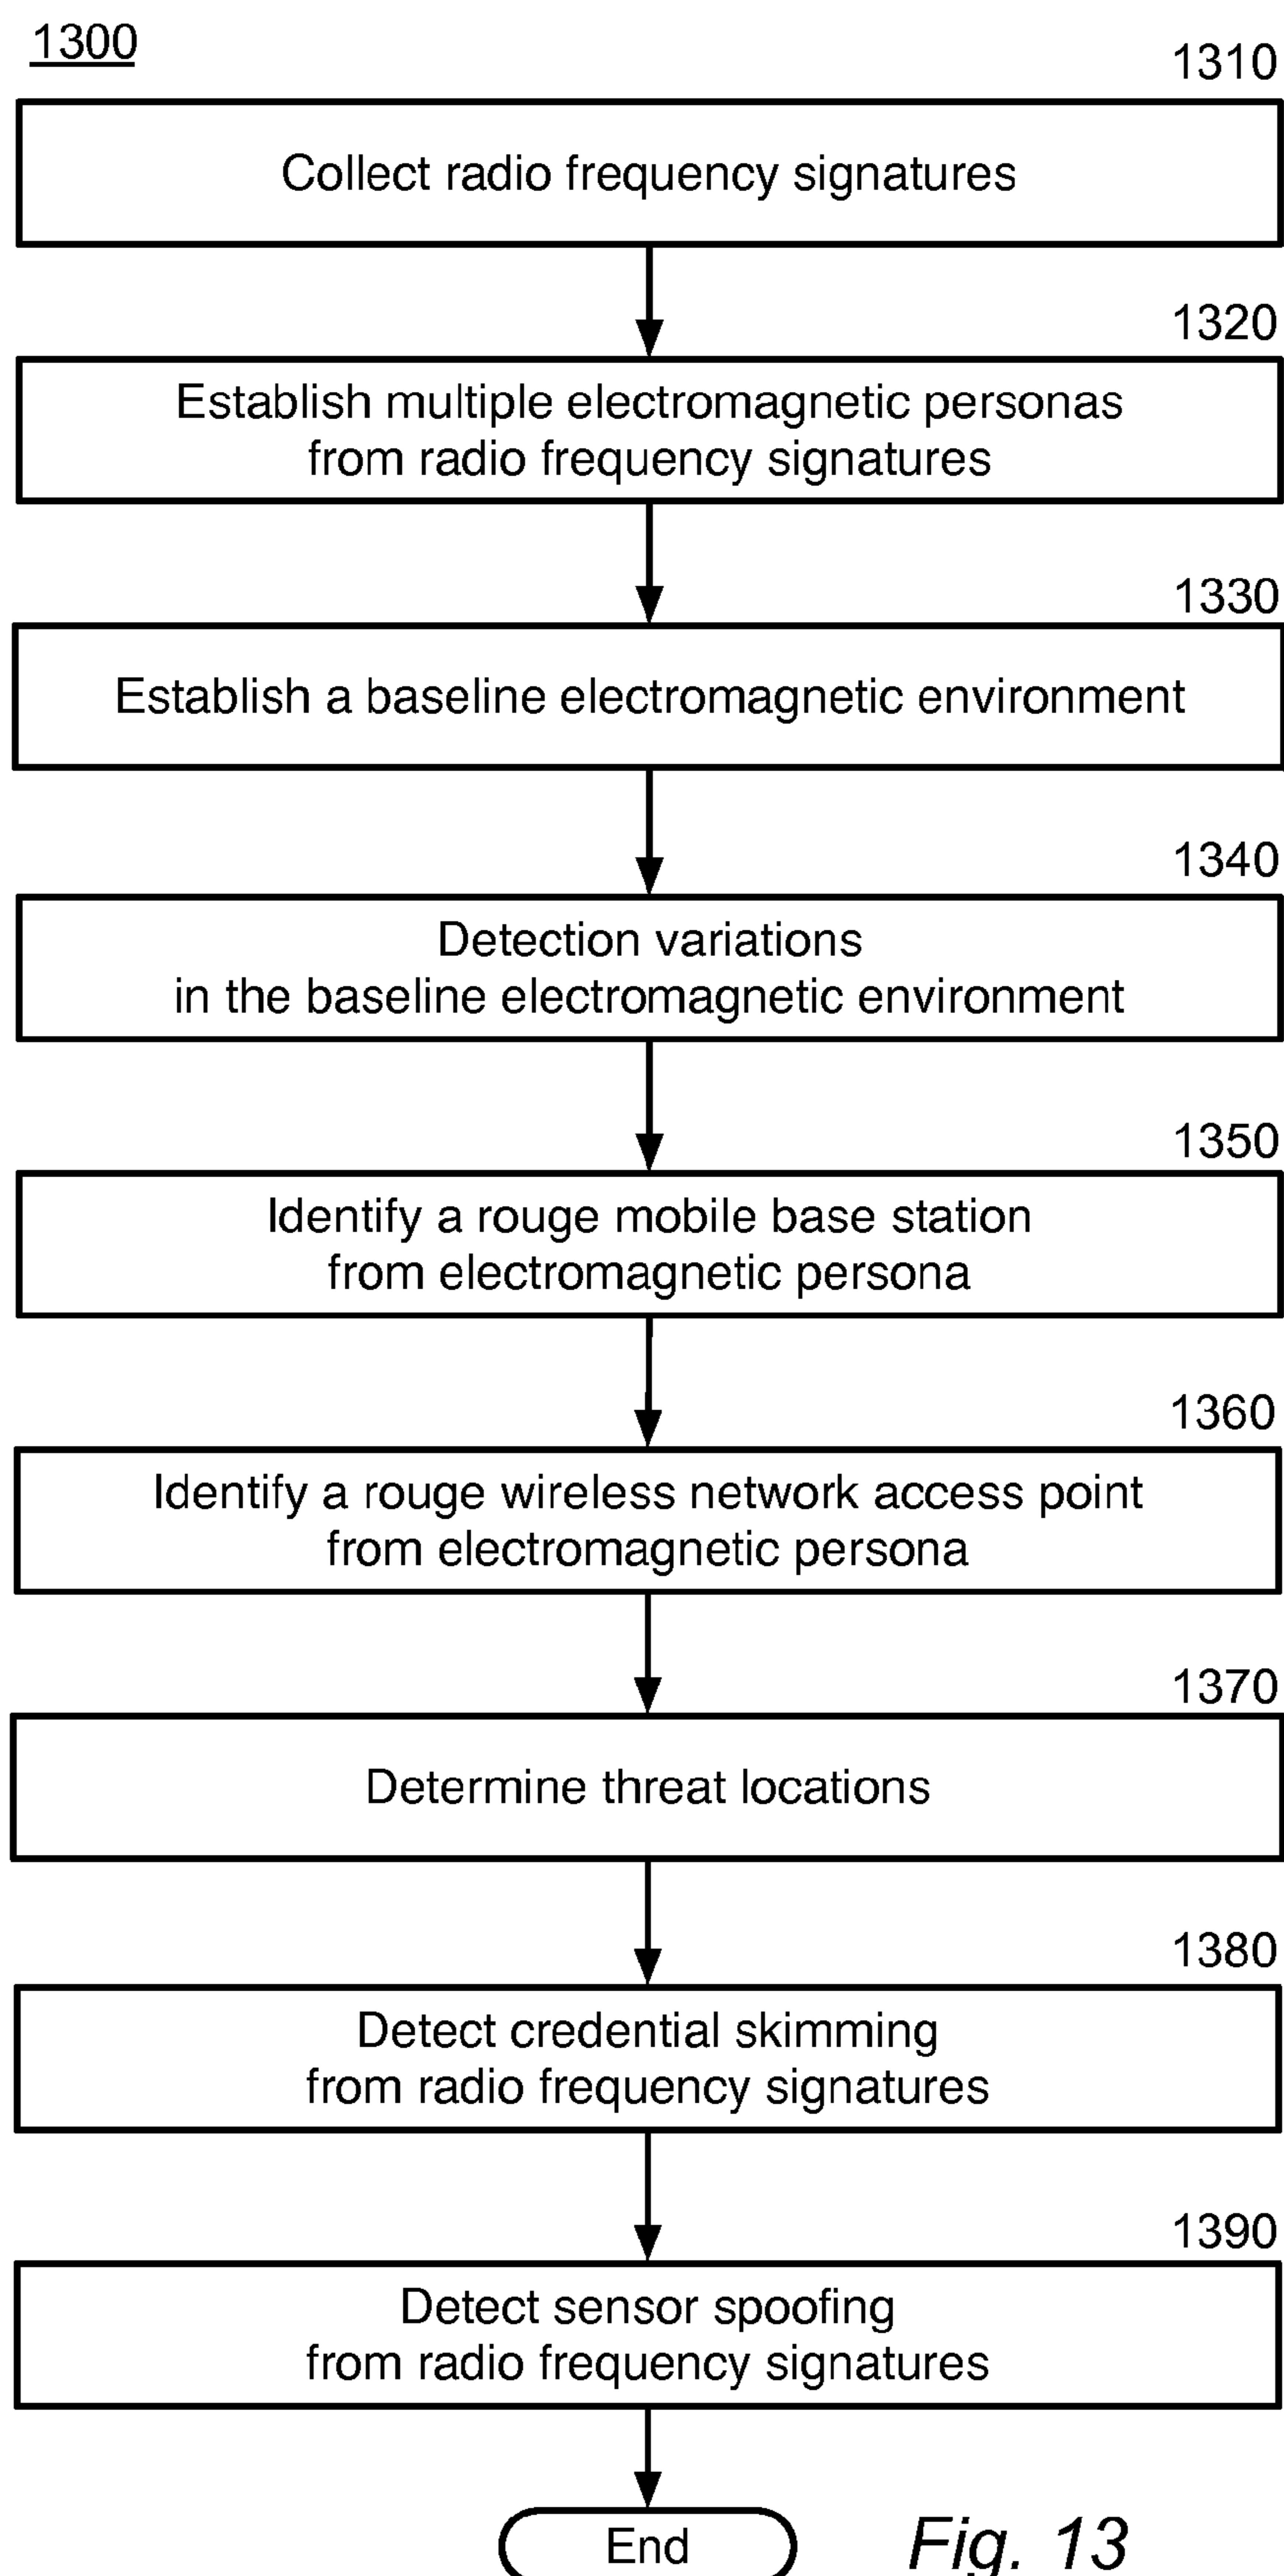 1300
1310
Collect radio frequency signatures
1320
Establish multiple electromagnetic personas
from radio frequency signatures
1330
Establish a baseline electromagnetic environment
1340
Detection variations
in the baseline electromagnetic environment
1350
Identify a rouge mobile base station
from electromagnetic persona
1360
Identify a rouge wireless network access point
from electromagnetic persona
1370
Determine threat locations
1380
Detect credential skimming
from radio frequency signatures
1390
Detect sensor spoofing
from radio frequency signatures
End
Fig. 13